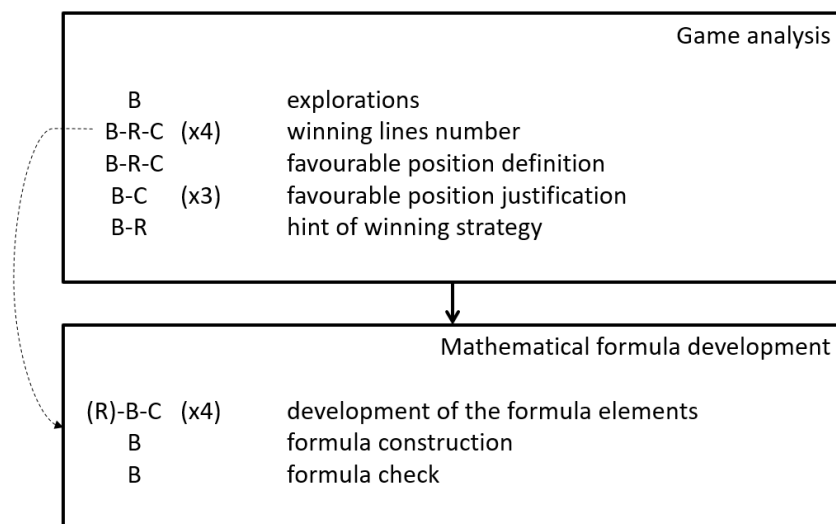 Game analysis
B explorations
B-R-C (x4) winning lines number
B-R-C favourable position definition
B-C (x3) favourable position justification
B-R hint of winning strategy
Mathematical formula development
(R)-B-C (x4) development of the formula elements
B formula construction
B formula check